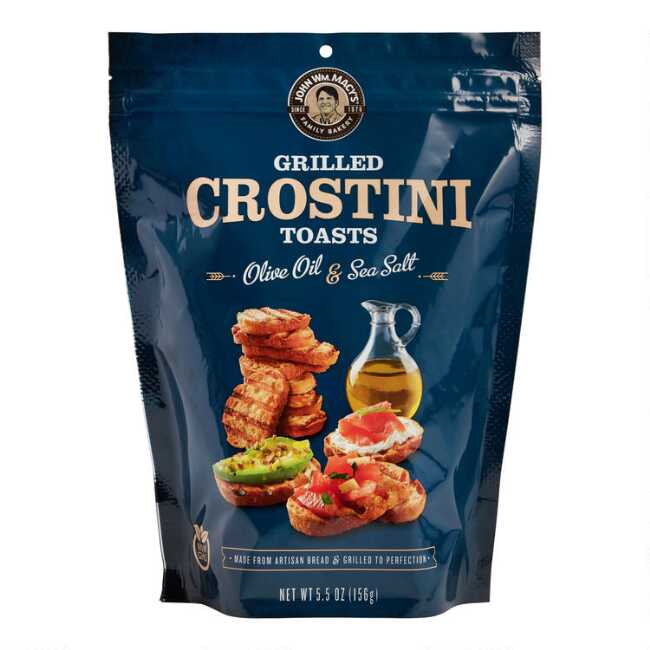 JOHN WM. MACY'S
SINCE 1976
FAMILY BAKERY
GRILLED
CROSTINI
TOASTS
Olive Oil & Sea Salt
MADE FROM ARTISAN BREAD & GRILLED TO PERFECTION
NET WT 5.5 OZ (156g)